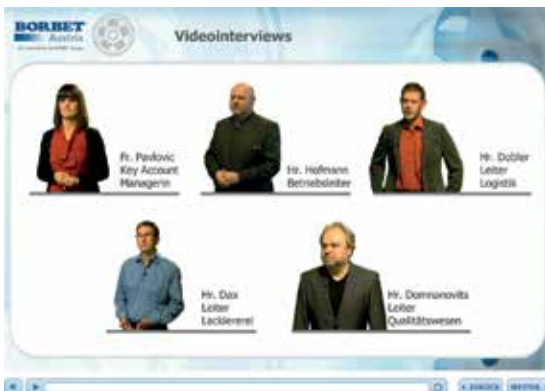 BORBET
Austria
Videointerviews
Fr. Pavlovic
Key Account
Managerin
Hr. Hofmann
Betriebsleiter
Hr. Dobler
Leiter
Logistik
Hr. Dax
Leiter
Lackiererei
Hr. Domnanovits
Leiter
Qualitätswesen
ZURÜCK
WEITER